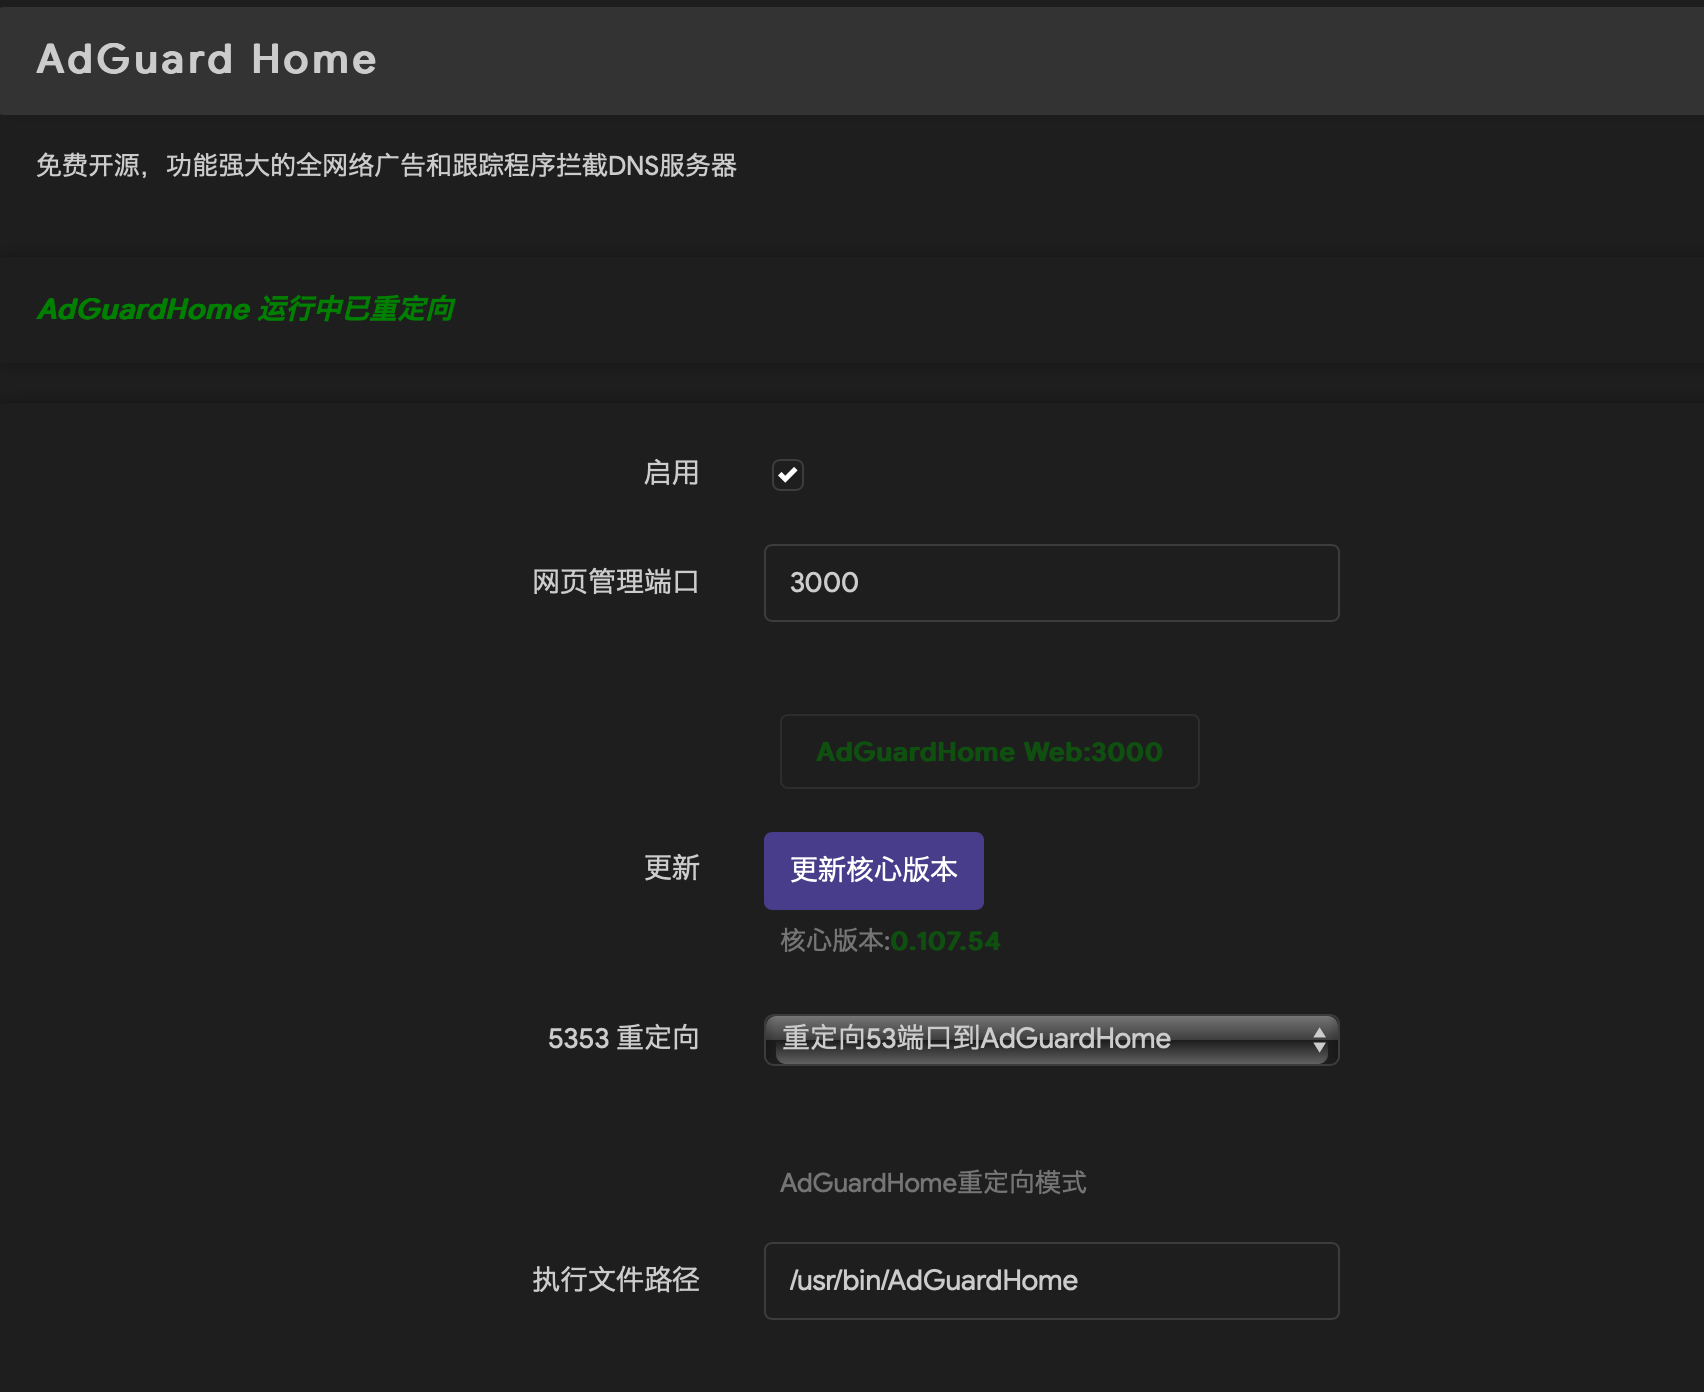 AdGuard Home
免费开源，功能强大的全网络广告和跟踪程序拦截DNS服务器
AdGuardHome 运行中已重定向
启用
网页管理端口
3000
AdGuardHome Web:3000
更新
更新核心版本
核心版本:0.107.54
5353 重定向
重定向53端口到AdGuardHome
AdGuardHome重定向模式
执行文件路径
/usr/bin/AdGuardHome